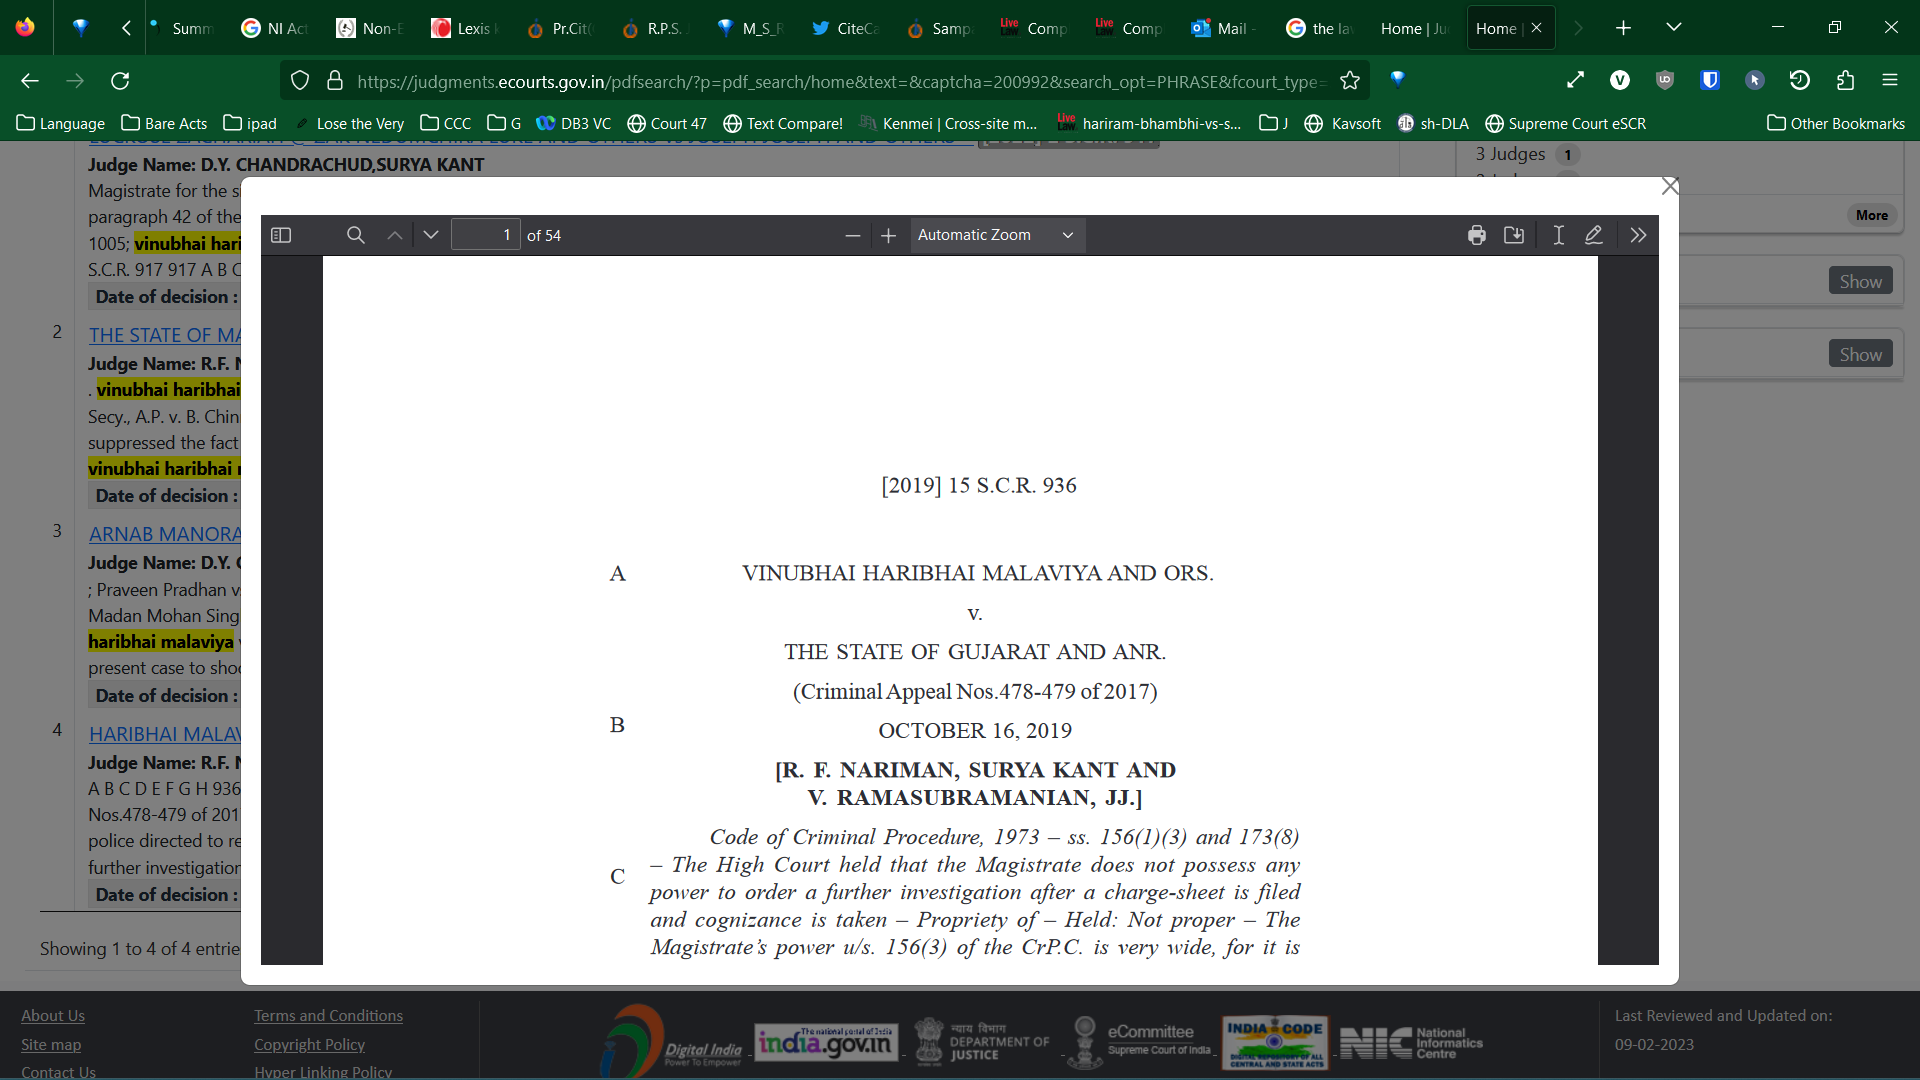 Summ
NI Act
Non-E
Lexis
Pr.Cit(
R.P.S.
M_S_R
CiteCa
Samp
Comp
Comp
Mail -
the la
Home | Ju
Home |
https://judgments.ecourts.gov.in/pdfsearch/?p=pdf_search/home&text=&captcha=200992&search_opt=PHRASE&fcourt_type=
Language
Bare Acts
ipad
Lose the Very
CCC
G
DB3 VC
Court 47
Text Compare!
Kenmei | Cross-site m...
Live Law
hariram-bhambhi-vs-s...
J
Kavsoft
sh-DLA
Supreme Court eSCR
Other Bookmarks
Judge Name: D.Y. CHANDRACHUD,SURYA KANT
Magistrate for the s
paragraph 42 of the
1005; vinubhai hari
S.C.R. 917 917 A B C
Date of decision :
2
THE STATE OF MA
Judge Name: R.F. N
. vinubhai haribhai
Secy., A.P. v. B. Chin
suppressed the fact
vinubhai haribhai
Date of decision :
3
ARNAB MANORA
Judge Name: D.Y. C
; Praveen Pradhan v
Madan Mohan Sing
haribhai malaviya
present case to sho
Date of decision :
4
HARIBHAI MALAV
Judge Name: R.F. N
A B C D E F G H 936
Nos.478-479 of 201
police directed to re
further investigation
Date of decision :
Showing 1 to 4 of 4 entrie
3 Judges 1
More
Show
Show
1 of 54
Automatic Zoom
[2019] 15 S.C.R. 936
A VINUBHAI HARIBHAI MALAVIYA AND ORS.
v.
THE STATE OF GUJARAT AND ANR.
(Criminal Appeal Nos.478-479 of 2017)
B
OCTOBER 16, 2019
[R. F. NARIMAN, SURYA KANT AND
V. RAMASUBRAMANIAN, JJ.]
Code of Criminal Procedure, 1973 – ss. 156(1)(3) and 173(8)
– The High Court held that the Magistrate does not possess any
C
power to order a further investigation after a charge-sheet is filed
and cognizance is taken – Propriety of – Held: Not proper – The
Magistrate’s power u/s. 156(3) of the CrP.C. is very wide, for it is
About Us
Site map
Contact Us
Terms and Conditions
Copyright Policy
Hyper Linking Policy
Digital India
Power To Empower
The national portal of India
india.gov.in
न्याय विभाग
DEPARTMENT OF
JUSTICE
eCommittee
Supreme Court of India
INDIA CODE
DIGITAL REPOSITORY OF ALL
CENTRAL AND STATE ACTS
NIC
National
Informatics
Centre
Last Reviewed and Updated on:
09-02-2023